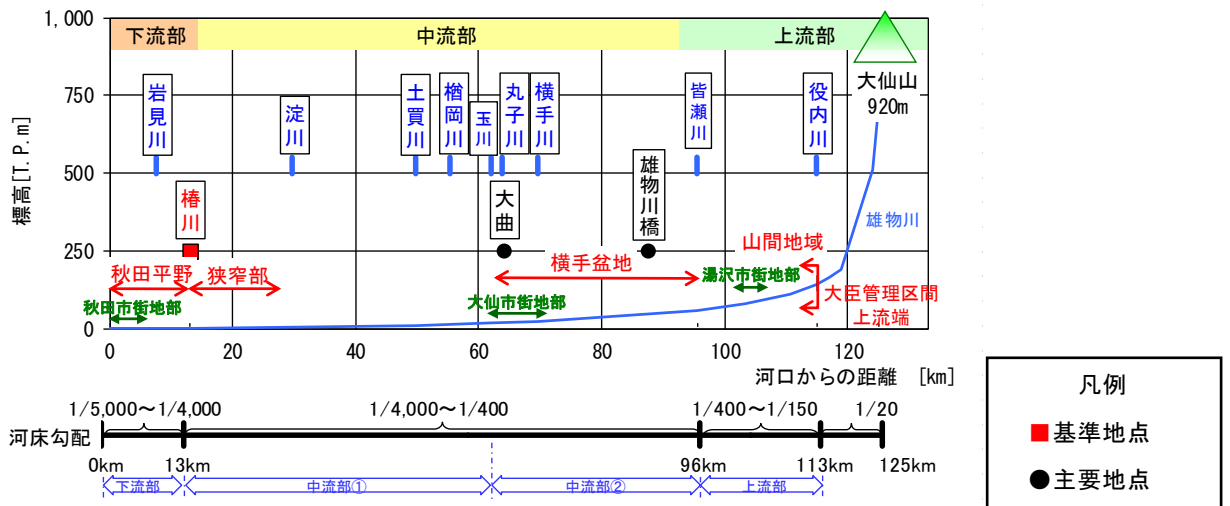 下流部 中流部 上流部
標高[T.P.m]
1,000
750
500
250
0
岩見川
淀川
土買川
楢岡川
玉川
丸子川
横手川
皆瀬川
役内川
大仙山
920m
椿川
大曲
雄物川橋
雄物川
秋田平野
狭窄部
横手盆地
山間地域
湯沢市街地部
大臣管理区間
上流端
秋田市街地部
大仙市街地部
0 20 40 60 80 100 120
河口からの距離 [km]
1/5,000～1/4,000 1/4,000～1/400 1/400～1/150 1/20
河床勾配
0km 13km 96km 113km 125km
下流部 中流部① 中流部② 上流部
凡例
■基準地点
●主要地点